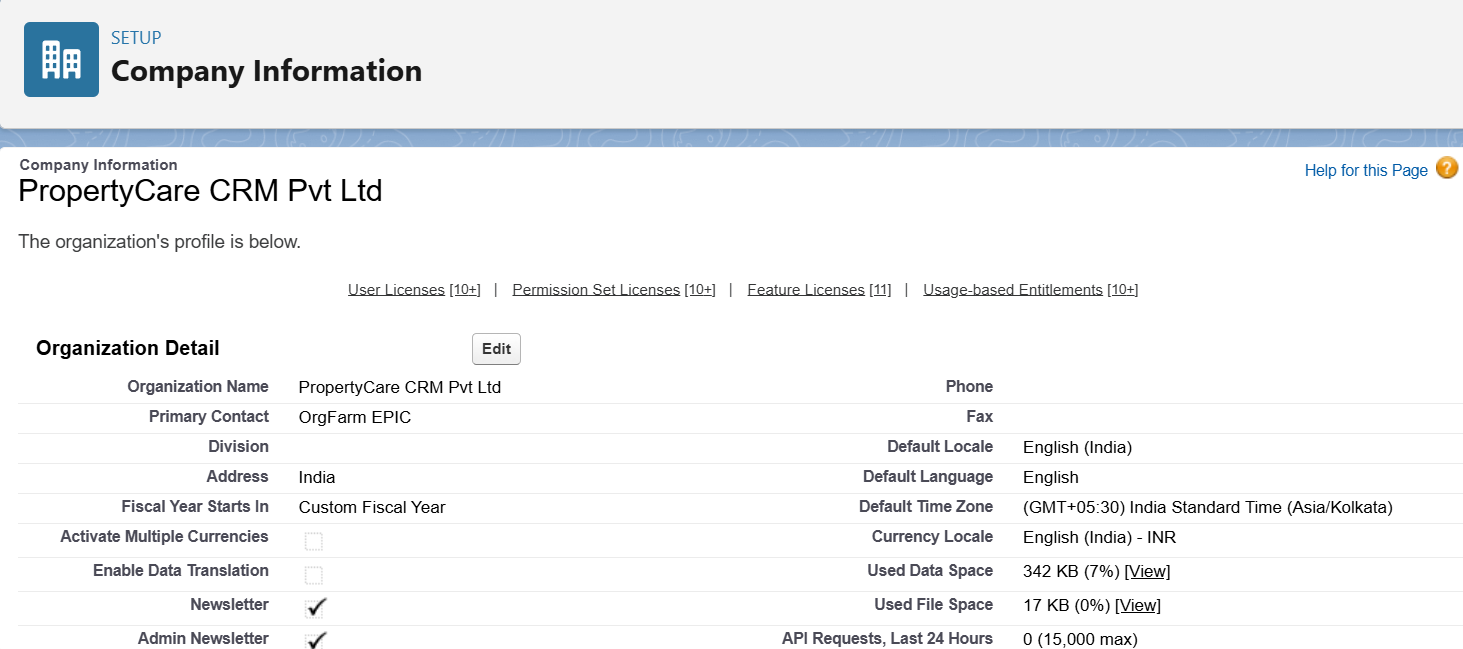 SETUP
Company Information
Company Information
Help for this Page ?
PropertyCare CRM Pvt Ltd
The organization's profile is below.
User Licenses [10+] | Permission Set Licenses [10+] | Feature Licenses [11] | Usage-based Entitlements [10+]
Organization Detail Edit
Organization Name PropertyCare CRM Pvt Ltd Phone
Primary Contact OrgFarm EPIC Fax
Division Default Locale English (India)
Address India Default Language English
Fiscal Year Starts In Custom Fiscal Year Default Time Zone (GMT+05:30) India Standard Time (Asia/Kolkata)
Activate Multiple Currencies Currency Locale English (India) - INR
Enable Data Translation Used Data Space 342 KB (7%) [View]
Newsletter Used File Space 17 KB (0%) [View]
Admin Newsletter API Requests, Last 24 Hours 0 (15,000 max)